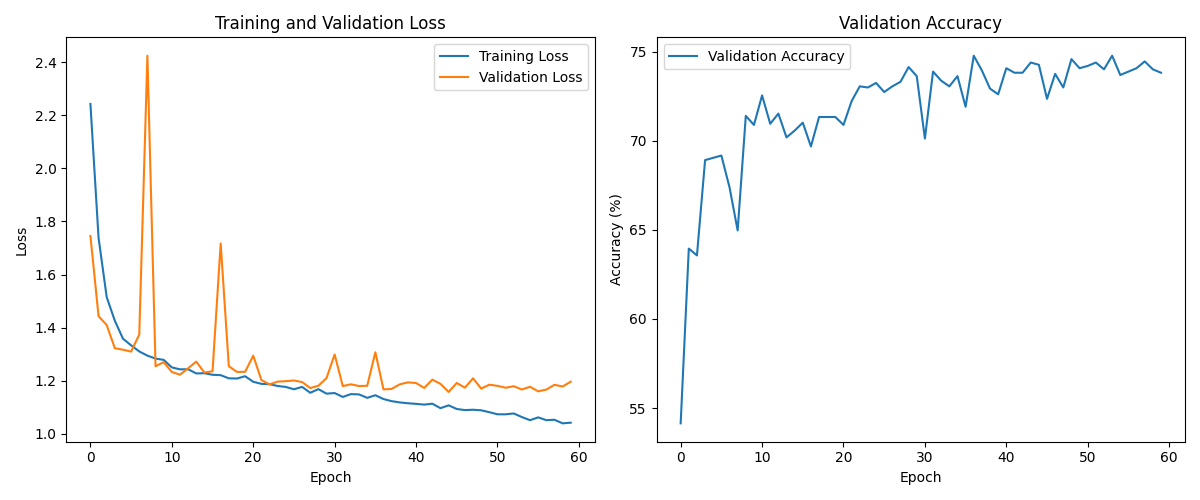 Training and Validation Loss
Training Loss
Validation Loss
2.4
2.2
2.0
1.8
1.6
1.4
1.2
1.0
Loss
0 10 20 30 40 50 60
Epoch
Validation Accuracy
Validation Accuracy
75
70
65
60
55
Accuracy (%)
0 10 20 30 40 50 60
Epoch